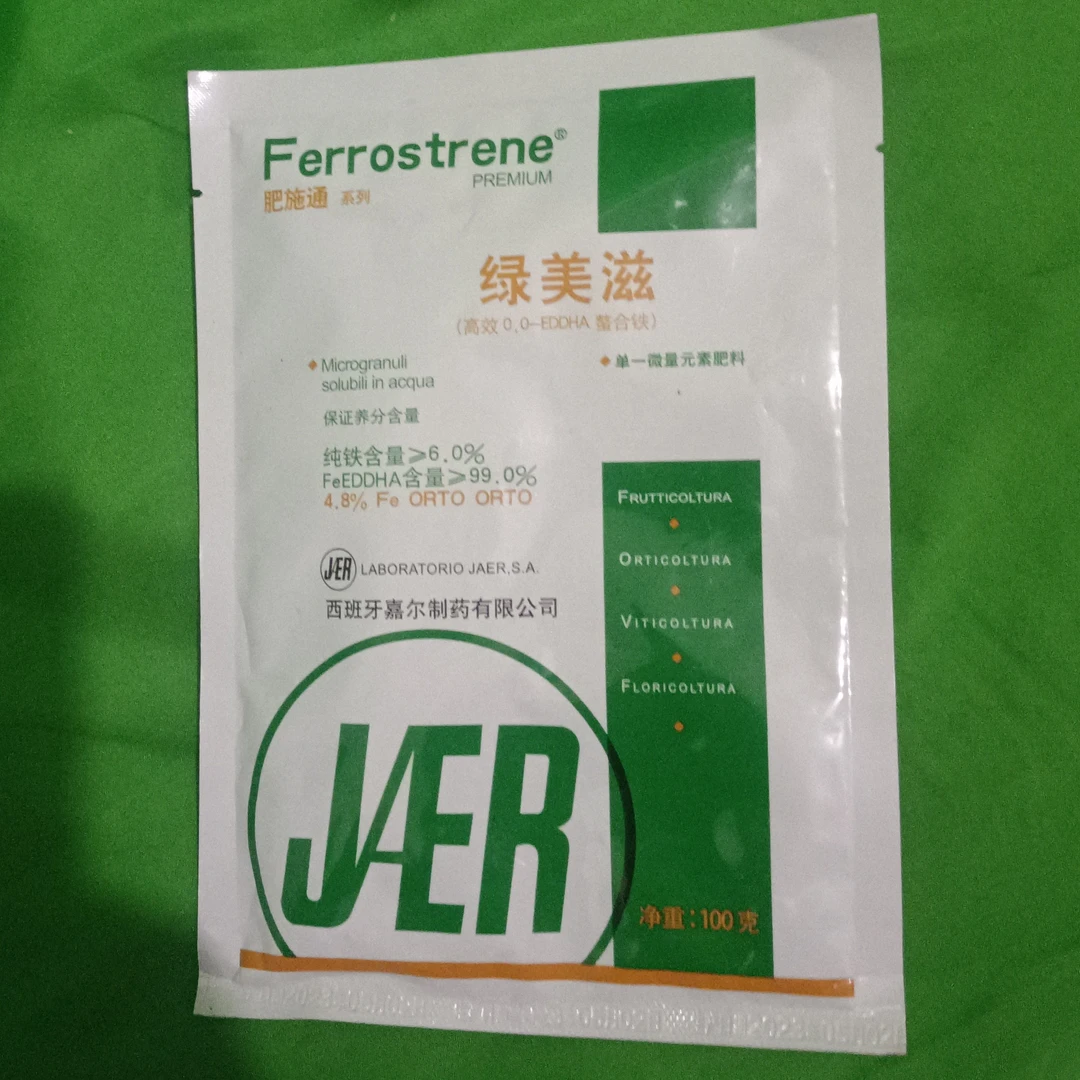 Ferrostrene®
PREMIUM
肥施通 系列
绿美滋
(高效O,O-EDDHA 螯合铁)
Microgranuli
solubili in acqua
单一微量元素肥料
保证养分含量
纯铁含量≥6.0%
FeEDDHA含量≥99.0%
4.8% Fe ORTO ORTO
JAER LABORATORIO JAER,S.A.
西班牙嘉尔制药有限公司
FRUTTICOLTURA
ORTICOLTURA
VITICOLTURA
FLORICOLTURA
JAER
净重:100克